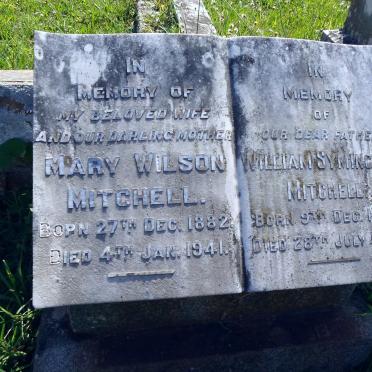 IN
MEMORY OF
MY BELOVED WIFE
AND OUR DARLING MOTHER
MARY WILSON
MITCHELL.
BORN 27TH DEC. 1882.
DIED 4TH JAN. 1941.
IN
MEMORY
OF
OUR DEAR FATHER
WILLIAM
MITCHELL
BORN 9TH DEC.
DIED 28TH JULY